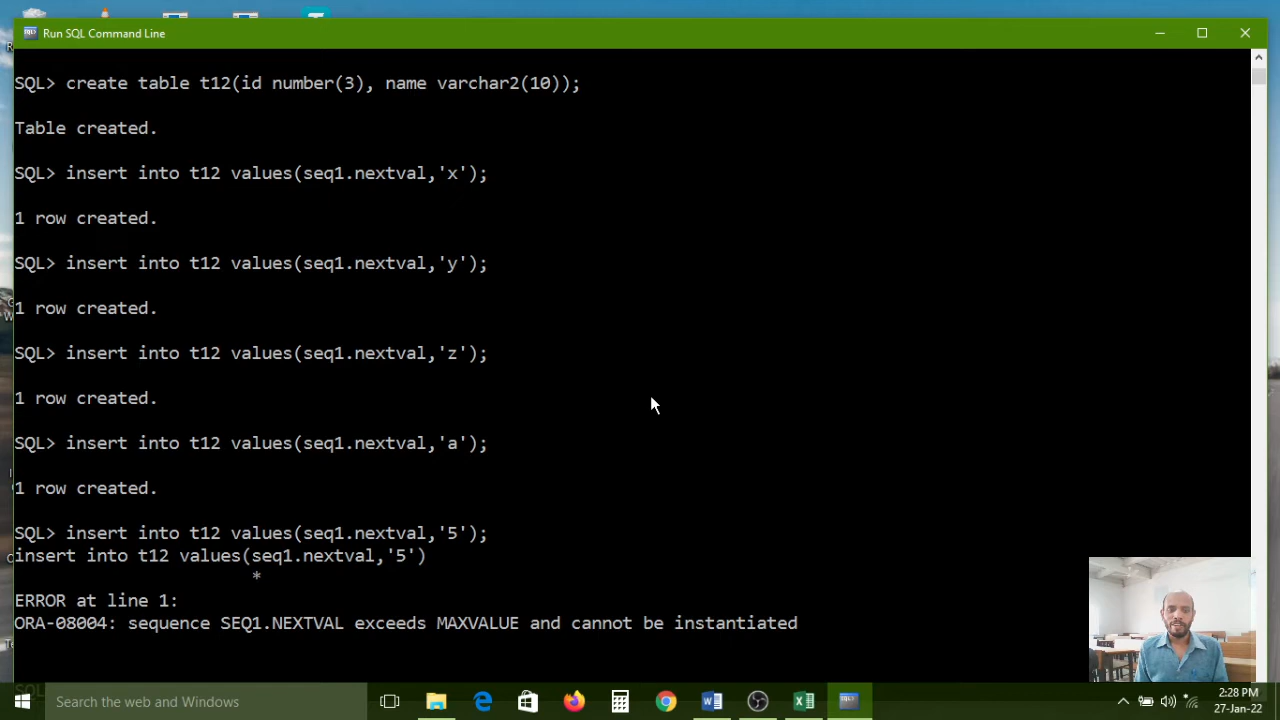 Run SQL Command Line
SQL> create table t12(id number(3), name varchar2(10));
Table created.
SQL> insert into t12 values(seq1.nextval,'x');
1 row created.
SQL> insert into t12 values(seq1.nextval,'y');
1 row created.
SQL> insert into t12 values(seq1.nextval,'z');
1 row created.
SQL> insert into t12 values(seq1.nextval,'a');
1 row created.
SQL> insert into t12 values(seq1.nextval,'5');
insert into t12 values(seq1.nextval,'5')
*
ERROR at line 1:
ORA-08004: sequence SEQ1.NEXTVAL exceeds MAXVALUE and cannot be instantiated
Search the web and Windows
2:28 PM
27-Jan-22